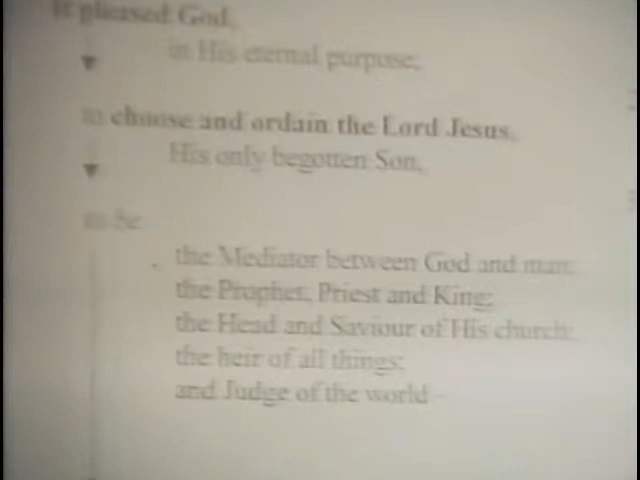 It pleased God,
in His eternal purpose,
to choose and ordain the Lord Jesus,
His only begotten Son,
to be
the Mediator between God and man;
the Prophet, Priest and King;
the Head and Saviour of His church;
the heir of all things;
and Judge of the world –